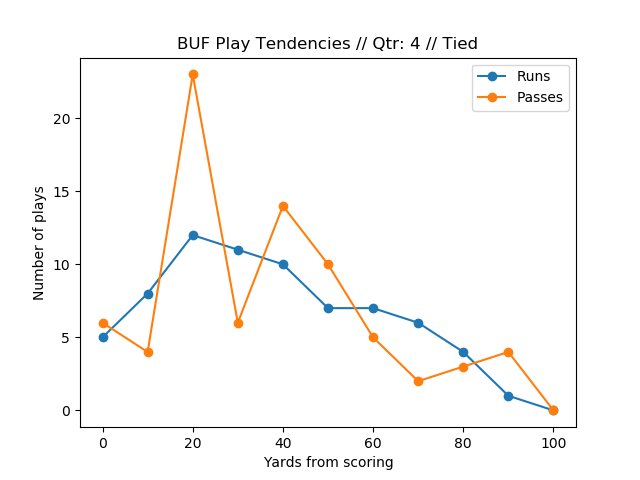 BUF Play Tendencies // Qtr: 4 // Tied
Runs
Passes
Number of plays
20
15
10
5
0
0 20 40 60 80 100
Yards from scoring